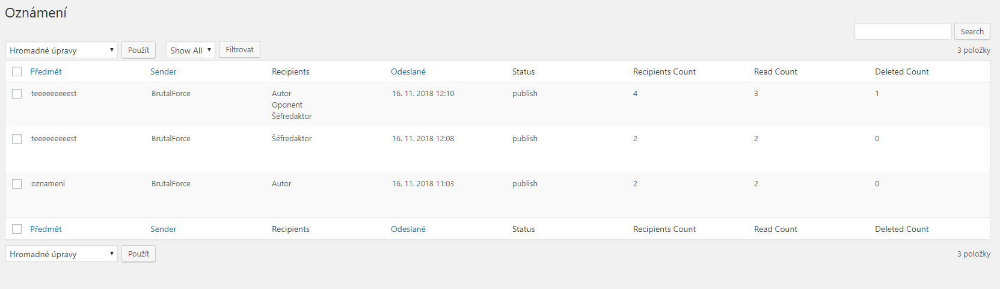 Oznámení
Search
Hromadné úpravy Použít Show All Filtrovat 3 položky
Předmět Sender Recipients Odeslané Status Recipients Count Read Count Deleted Count
teeeeeeeeest BrutalForce Autor 16. 11. 2018 12:10 publish 4 3 1
Oponent
Šéfredaktor
teeeeeeeeest BrutalForce Šéfredaktor 16. 11. 2018 12:08 publish 2 2 0
oznameni BrutalForce Autor 16. 11. 2018 11:03 publish 2 2 0
Předmět Sender Recipients Odeslané Status Recipients Count Read Count Deleted Count
Hromadné úpravy Použít 3 položky